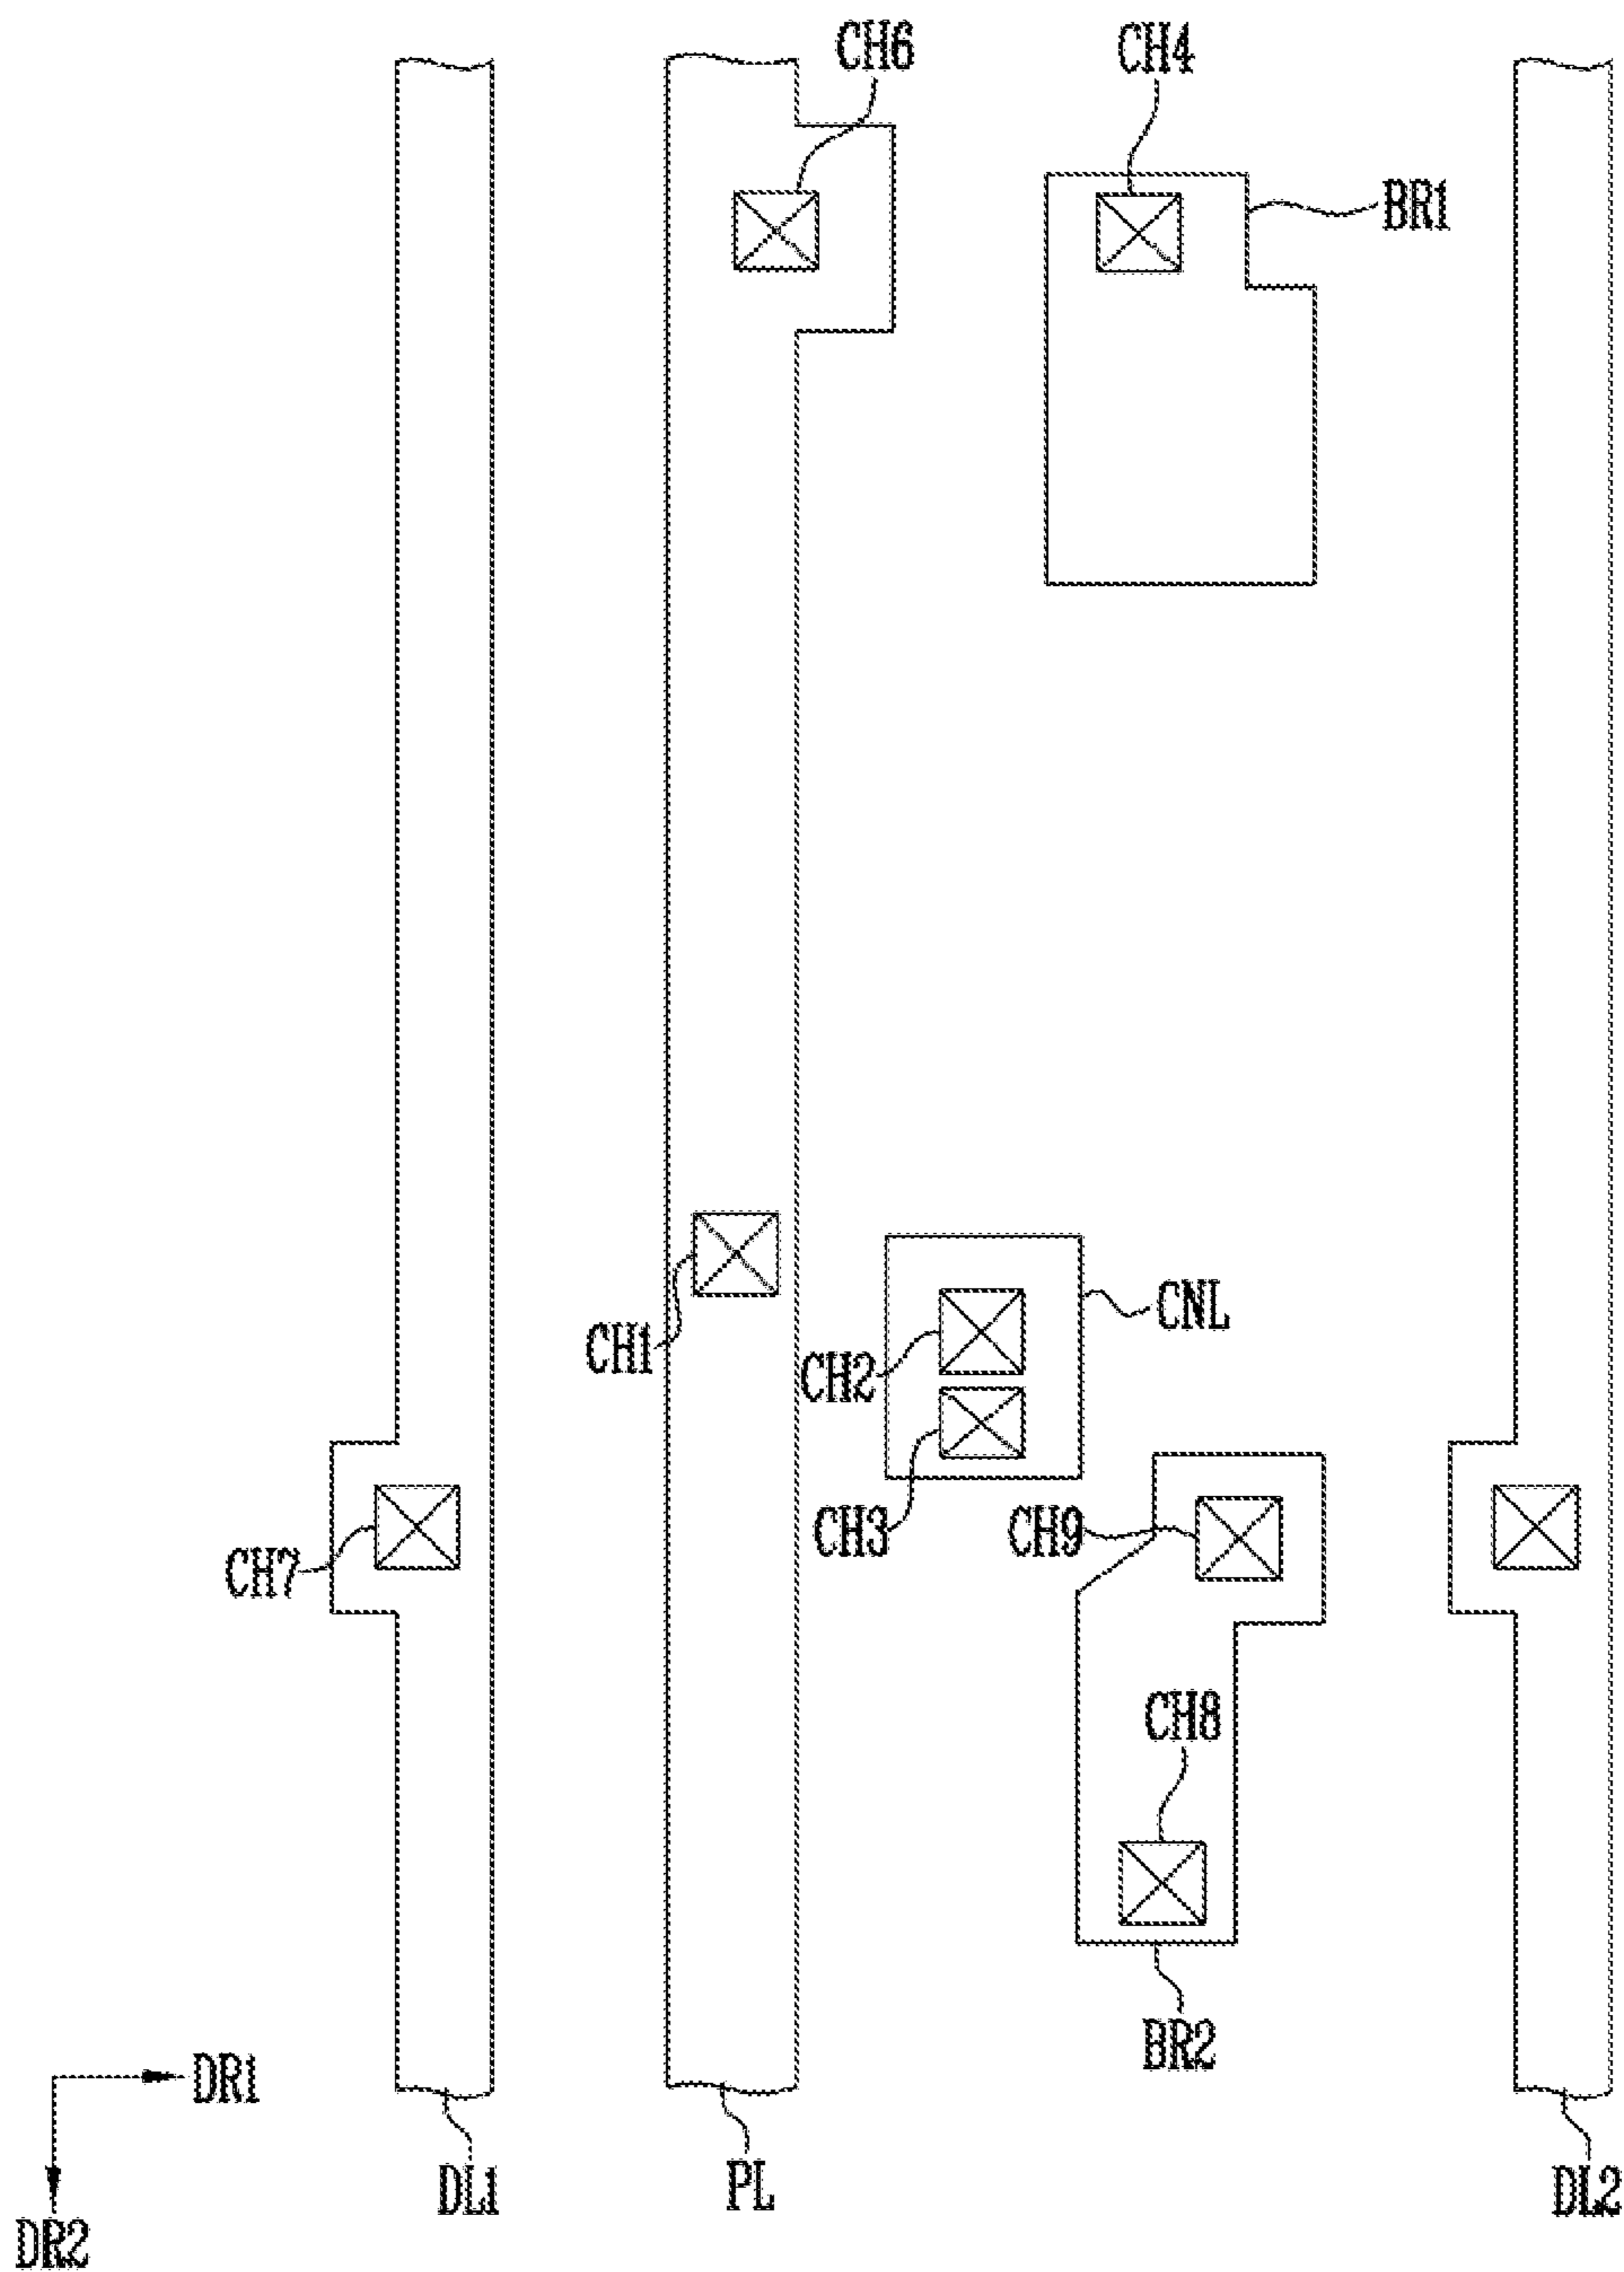 CH6
CH4
BR1
CH1
CNL
CH2
CH3
CH9
CH7
CH8
BR2
DR1
DL1
PL
DL2
DR2